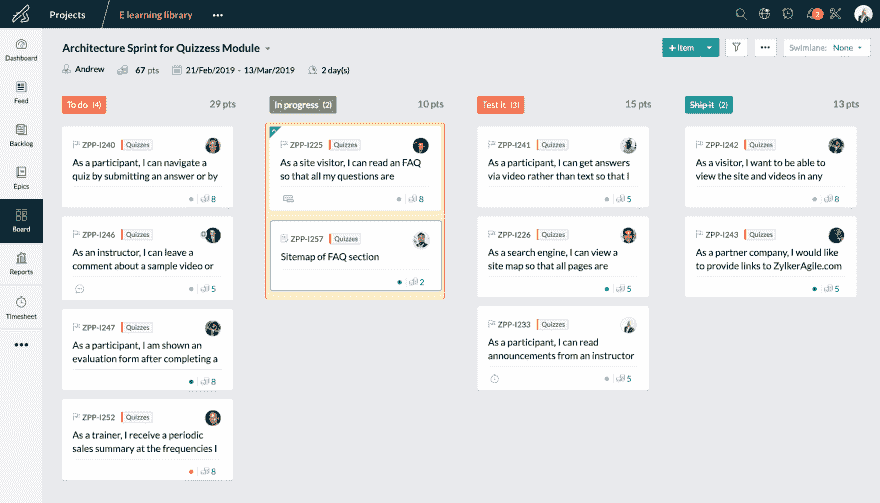 Projects
E learning library
2
Dashboard
Feed
Backlog
Epics
Board
Reports
Timesheet
Architecture Sprint for Quizzess Module
Andrew
67 pts
21/Feb/2019 - 13/Mar/2019
2 day(s)
+ Item
Swimlane: None
To do (4)
29 pts
ZPP-I240 Quizzes
As a participant, I can navigate a
quiz by submitting an answer or by
8
ZPP-I246 Quizzes
As an instructor, I can leave a
comment about a sample video or
5
ZPP-I247 Quizzes
As a participant, I am shown an
evaluation form after completing a
8
ZPP-I252 Quizzes
As a trainer, I receive a periodic
sales summary at the frequencies I
8
In progress (2)
10 pts
ZPP-I225 Quizzes
As a site visitor, I can read an FAQ
so that all my questions are
8
ZPP-I257 Quizzes
Sitemap of FAQ section
2
Test it (3)
15 pts
ZPP-I241 Quizzes
As a participant, I can get answers
via video rather than text so that I
5
ZPP-I226 Quizzes
As a search engine, I can view a
site map so that all pages are
5
ZPP-I233 Quizzes
As a participant, I can read
announcements from an instructor
5
Ship it (2)
13 pts
ZPP-I242 Quizzes
As a visitor, I want to be able to
view the site and videos in any
8
ZPP-I243 Quizzes
As a partner company, I would like
to provide links to ZylkerAgile.com
5